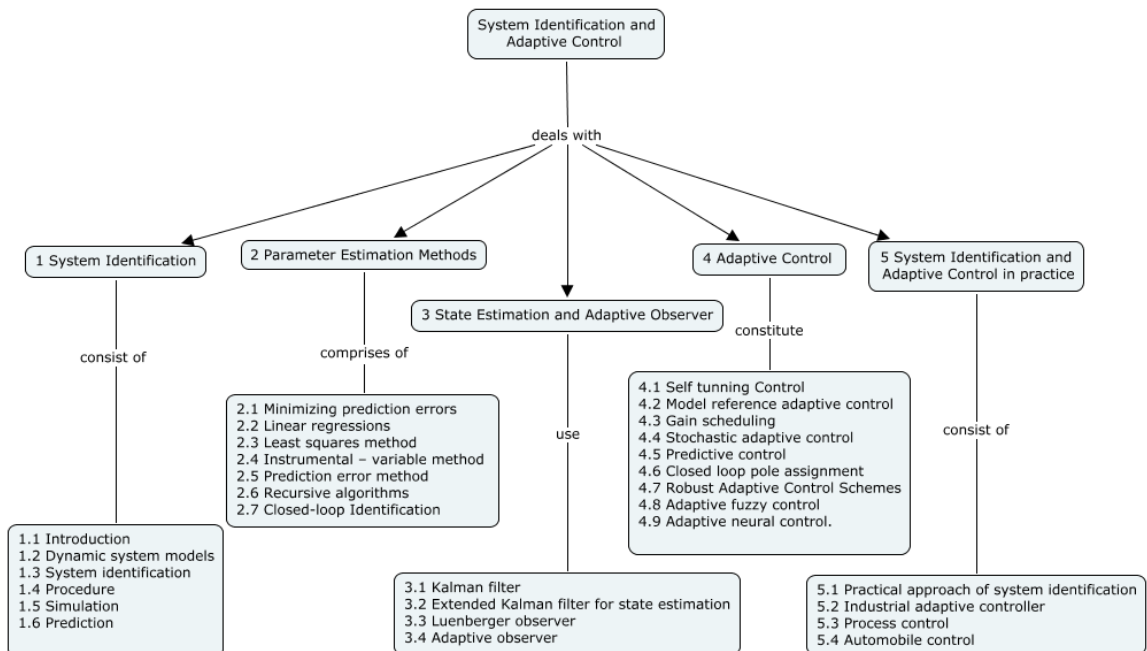 System Identification and
Adaptive Control
deals with
1 System Identification
2 Parameter Estimation Methods
3 State Estimation and Adaptive Observer
4 Adaptive Control
5 System Identification and
Adaptive Control in practice
consist of
comprises of
use
constitute
consist of
1.1 Introduction
1.2 Dynamic system models
1.3 System identification
1.4 Procedure
1.5 Simulation
1.6 Prediction
2.1 Minimizing prediction errors
2.2 Linear regressions
2.3 Least squares method
2.4 Instrumental – variable method
2.5 Prediction error method
2.6 Recursive algorithms
2.7 Closed-loop Identification
3.1 Kalman filter
3.2 Extended Kalman filter for state estimation
3.3 Luenberger observer
3.4 Adaptive observer
4.1 Self tunning Control
4.2 Model reference adaptive control
4.3 Gain scheduling
4.4 Stochastic adaptive control
4.5 Predictive control
4.6 Closed loop pole assignment
4.7 Robust Adaptive Control Schemes
4.8 Adaptive fuzzy control
4.9 Adaptive neural control.
5.1 Practical approach of system identification
5.2 Industrial adaptive controller
5.3 Process control
5.4 Automobile control